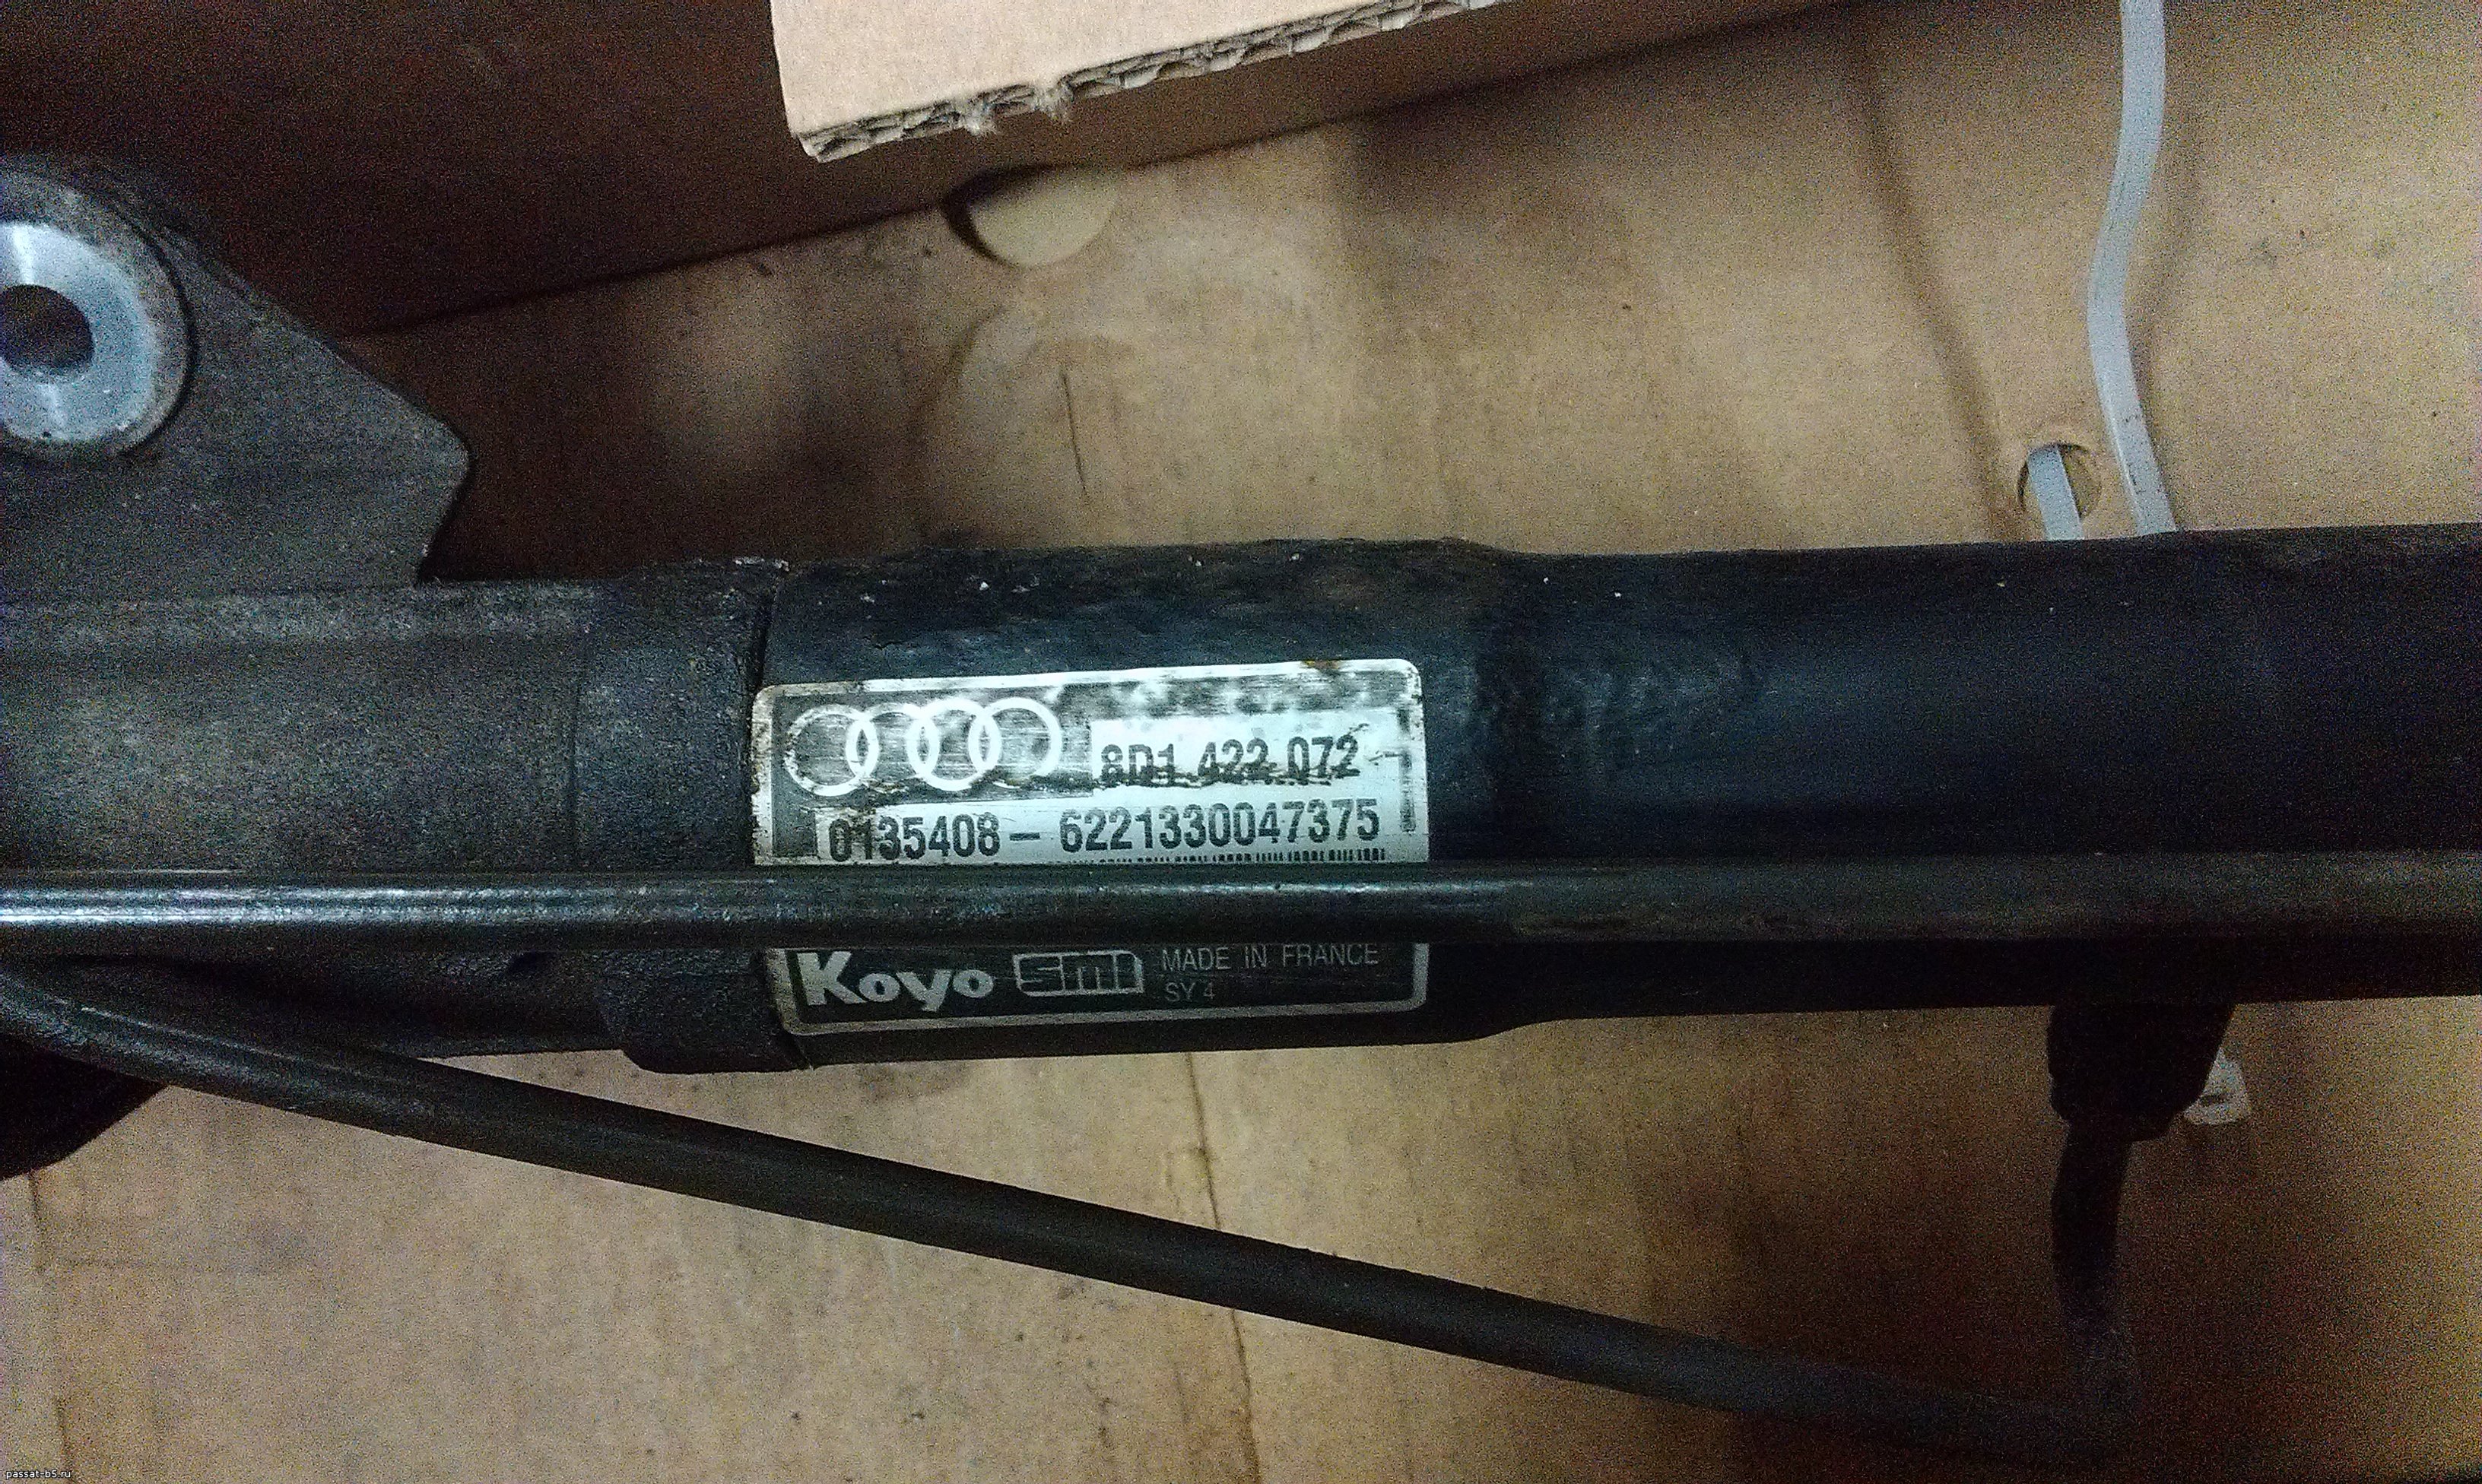 8D1 422 072
0135408 – 6221330047375
Koyo smi MADE IN FRANCE
SY 4
passat-b5.ru